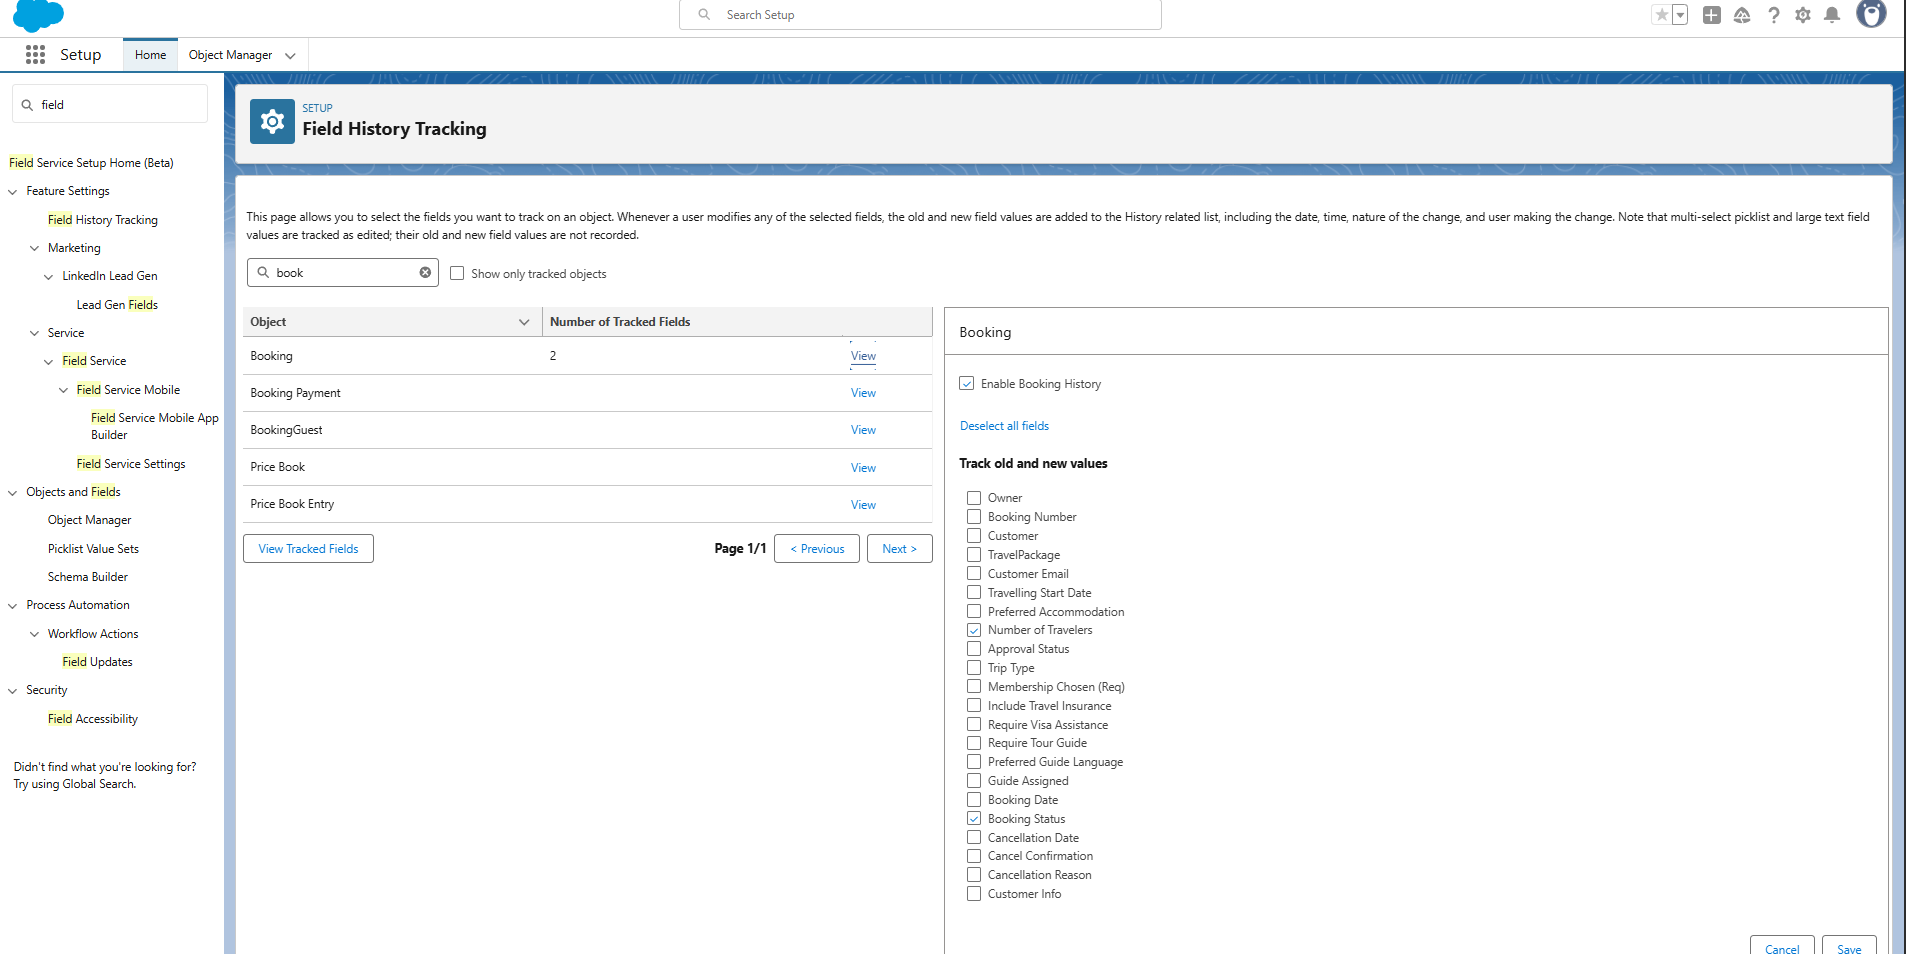 Search Setup
Setup
Home
Object Manager
field
Field Service Setup Home (Beta)
Feature Settings
Field History Tracking
Marketing
LinkedIn Lead Gen
Lead Gen Fields
Service
Field Service
Field Service Mobile
Field Service Mobile App
Builder
Field Service Settings
Objects and Fields
Object Manager
Picklist Value Sets
Schema Builder
Process Automation
Workflow Actions
Field Updates
Security
Field Accessibility
Didn't find what you're looking for?
Try using Global Search.
SETUP
Field History Tracking
This page allows you to select the fields you want to track on an object. Whenever a user modifies any of the selected fields, the old and new field values are added to the History related list, including the date, time, nature of the change, and user making the change. Note that multi-select picklist and large text field
values are tracked as edited; their old and new field values are not recorded.
book
Show only tracked objects
Object Number of Tracked Fields
Booking 2 View
Booking Payment View
BookingGuest View
Price Book View
Price Book Entry View
View Tracked Fields
Page 1/1
< Previous
Next >
Booking
Enable Booking History
Deselect all fields
Track old and new values
Owner
Booking Number
Customer
TravelPackage
Customer Email
Travelling Start Date
Preferred Accommodation
Number of Travelers
Approval Status
Trip Type
Membership Chosen (Req)
Include Travel Insurance
Require Visa Assistance
Require Tour Guide
Preferred Guide Language
Guide Assigned
Booking Date
Booking Status
Cancellation Date
Cancel Confirmation
Cancellation Reason
Customer Info
Cancel
Save